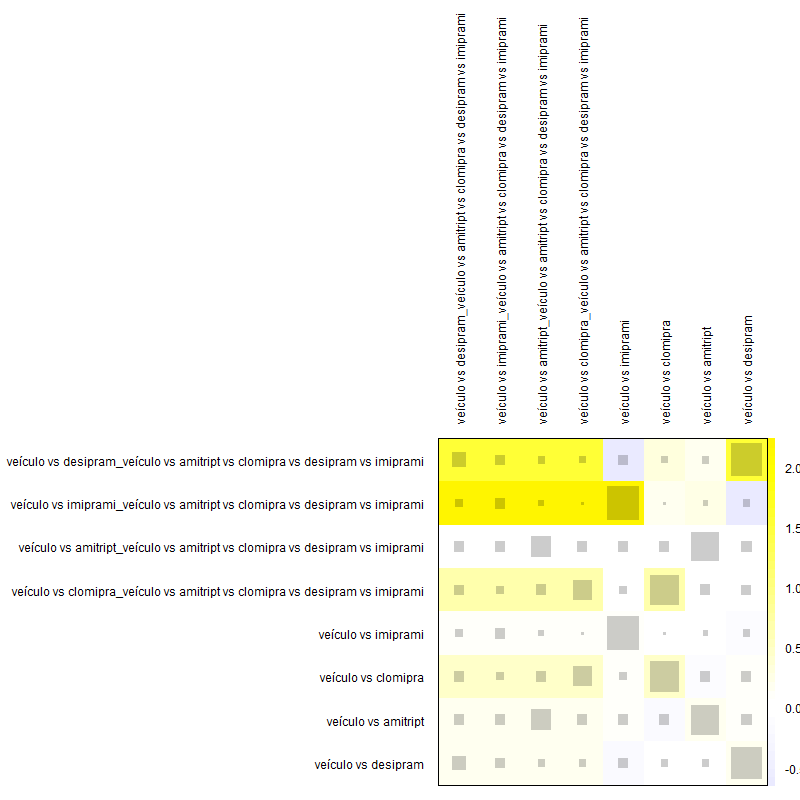 veículo vs desipram_veículo vs amitript vs clomipra vs desipram vs imiprami
veículo vs imiprami_veículo vs amitript vs clomipra vs desipram vs imiprami
veículo vs amitript_veículo vs amitript vs clomipra vs desipram vs imiprami
veículo vs clomipra_veículo vs amitript vs clomipra vs desipram vs imiprami
veículo vs imiprami
veículo vs clomipra
veículo vs amitript
veículo vs desipram
veículo vs desipram_veículo vs amitript vs clomipra vs desipram vs imiprami
veículo vs imiprami_veículo vs amitript vs clomipra vs desipram vs imiprami
veículo vs amitript_veículo vs amitript vs clomipra vs desipram vs imiprami
veículo vs clomipra_veículo vs amitript vs clomipra vs desipram vs imiprami
veículo vs imiprami
veículo vs clomipra
veículo vs amitript
veículo vs desipram
2.0
1.5
1.0
0.5
0.0
-0.5